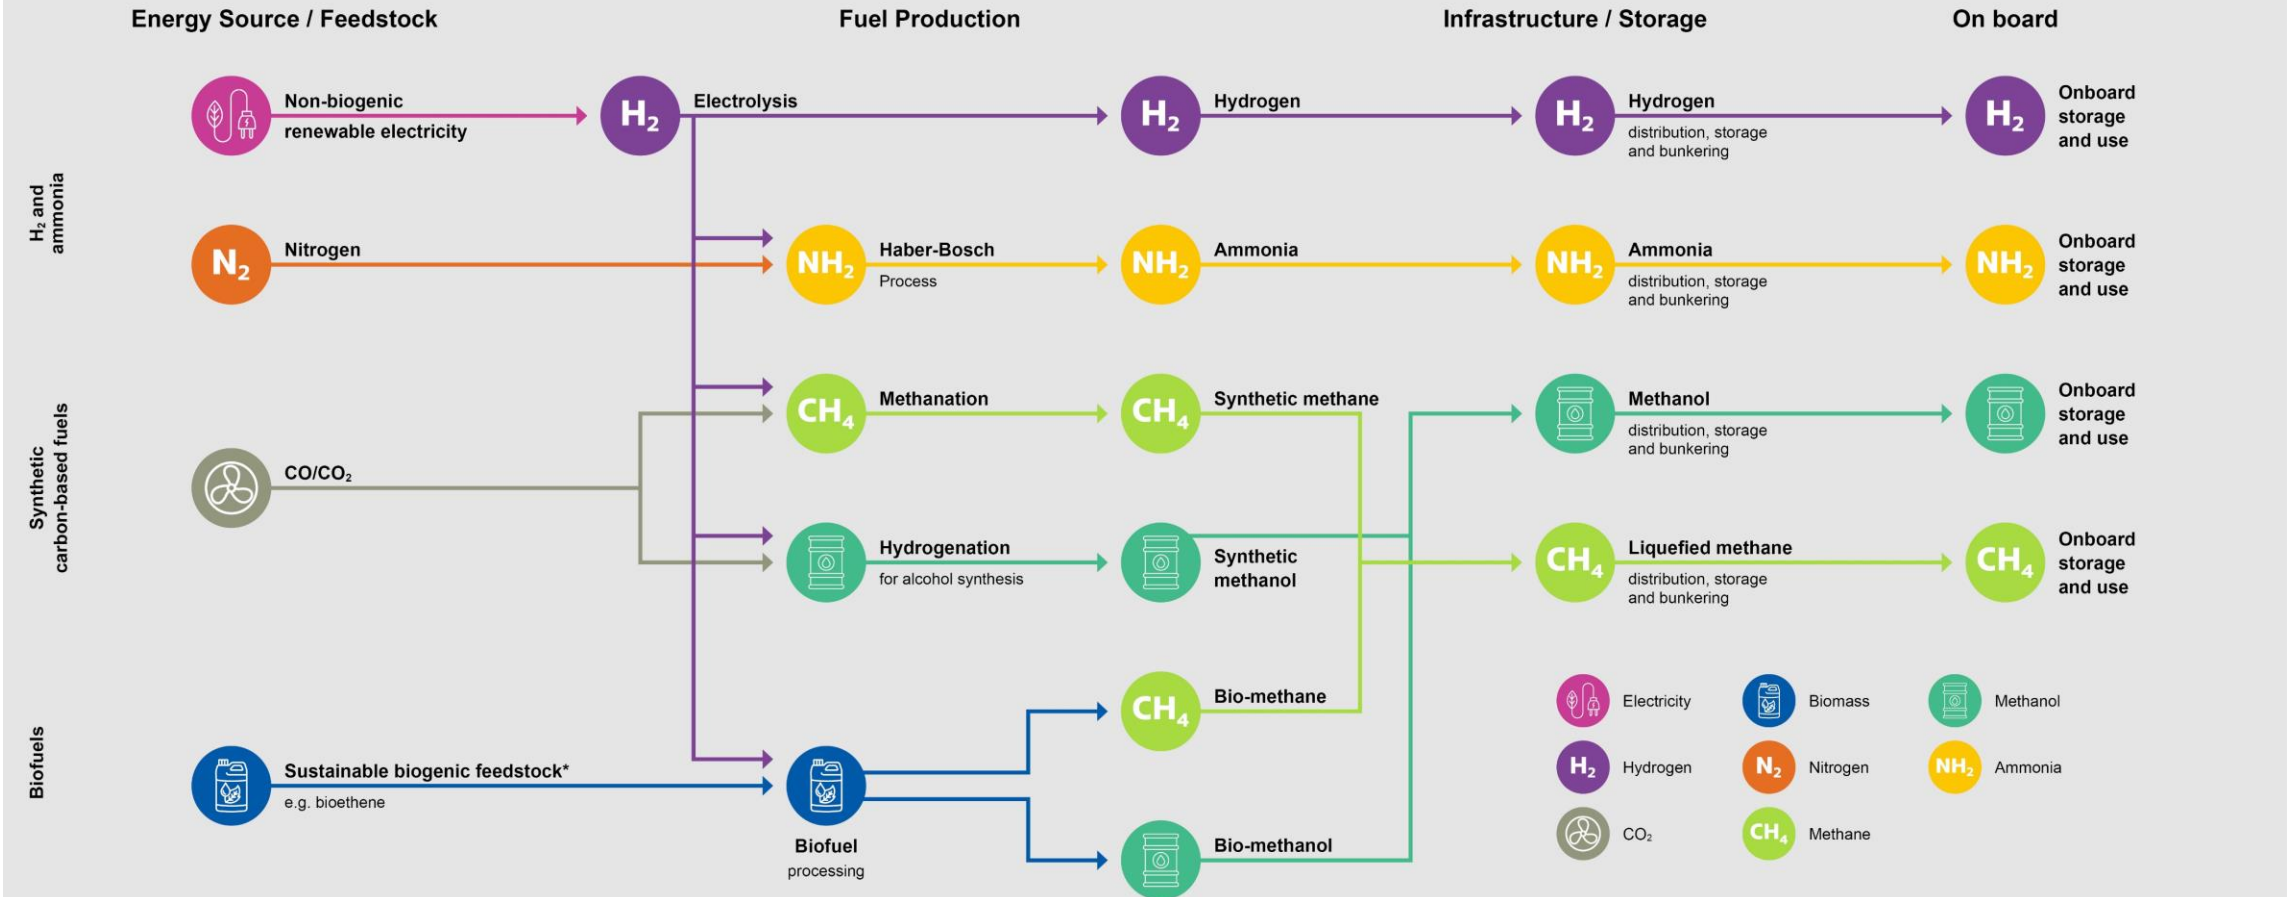 Energy Source / Feedstock
Fuel Production
Infrastructure / Storage
On board
H₂ and
ammonia
Non-biogenic
renewable electricity
H₂
Electrolysis
H₂
Hydrogen
H₂
Hydrogen
distribution, storage
and bunkering
H₂
Onboard
storage
and use
N₂
Nitrogen
NH₂
Haber-Bosch
Process
NH₂
Ammonia
NH₂
Ammonia
distribution, storage
and bunkering
NH₂
Onboard
storage
and use
Synthetic
carbon-based fuels
CO/CO₂
CH₄
Methanation
CH₄
Synthetic methane
Methanol
distribution, storage
and bunkering
Onboard
storage
and use
Hydrogenation
for alcohol synthesis
Synthetic
methanol
CH₄
Liquefied methane
distribution, storage
and bunkering
CH₄
Onboard
storage
and use
Biofuels
Sustainable biogenic feedstock*
e.g. bioethene
Biofuel
processing
CH₄
Bio-methane
Bio-methanol
Electricity
Biomass
Methanol
H₂
Hydrogen
N₂
Nitrogen
NH₂
Ammonia
CO₂
CH₄
Methane